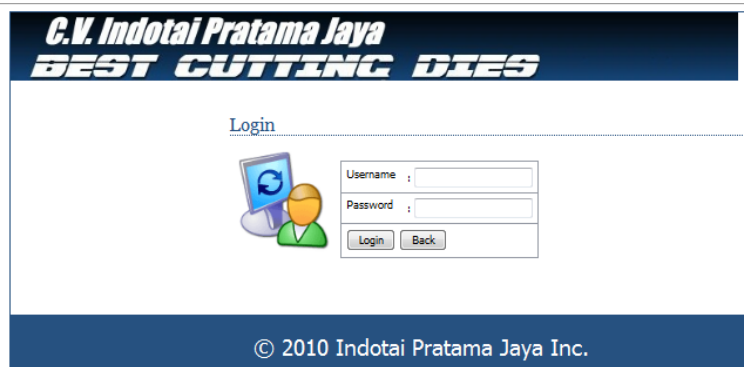 C.V. Indotai Pratama Jaya
BEST CUTTING DIES
Login
Username :
Password :
Login Back
© 2010 Indotai Pratama Jaya Inc.